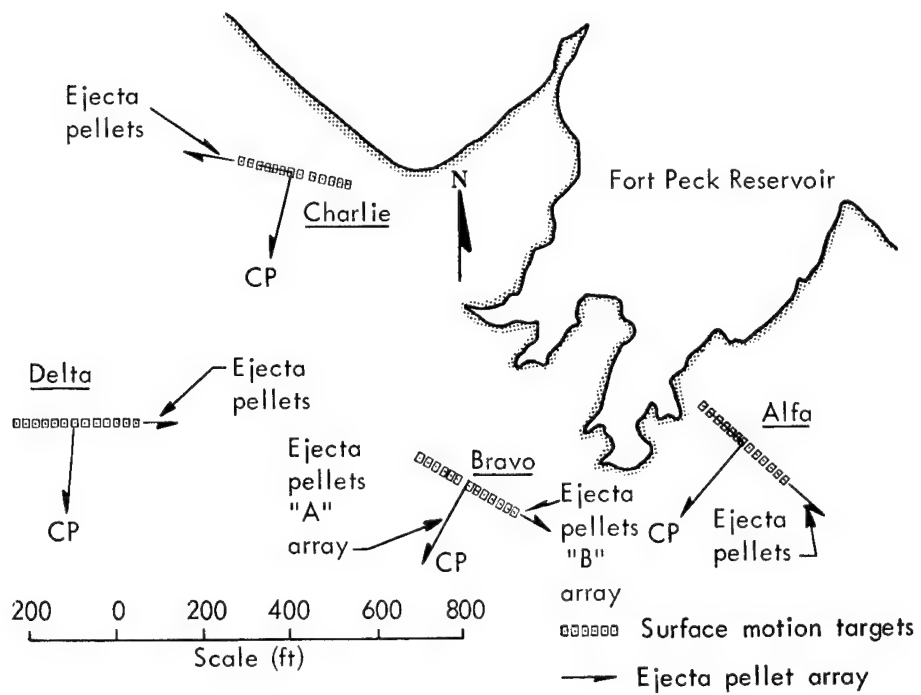 Ejecta
pellets
N
Fort Peck Reservoir
Charlie
CP
Delta
Ejecta
pellets
CP
Alfa
Ejecta
pellets
"A"
array
Bravo
CP
Ejecta
pellets
"B"
array
CP
Ejecta
pellets
200 0 200 400 600 800
Scale (ft)
Surface motion targets
Ejecta pellet array